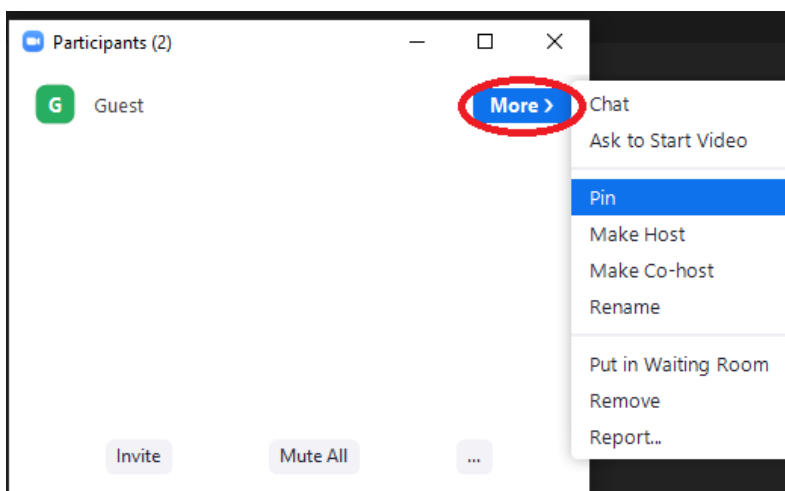 Participants (2)
G
Guest
More >
Chat
Ask to Start Video
Pin
Make Host
Make Co-host
Rename
Put in Waiting Room
Remove
Report...
Invite
Mute All
...